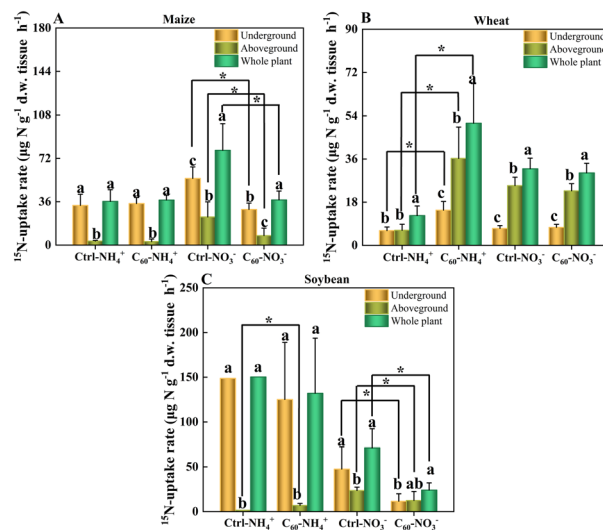 A
Maize
¹⁵N-uptake rate (μg N g⁻¹ d.w. tissue h⁻¹)
180
144
108
72
36
0
Underground
Aboveground
Whole plant
a
b
a
a
b
a
c
b
a
b
c
a
*
*
*
Ctrl-NH₄⁺
C₆₀-NH₄⁺
Ctrl-NO₃⁻
C₆₀-NO₃⁻
B
Wheat
¹⁵N-uptake rate (μg N g⁻¹ d.w. tissue h⁻¹)
90
72
54
36
18
0
Underground
Aboveground
Whole plant
*
*
*
b
b
a
c
b
a
c
b
a
c
b
a
Ctrl-NH₄⁺
C₆₀-NH₄⁺
Ctrl-NO₃⁻
C₆₀-NO₃⁻
C
Soybean
¹⁵N-uptake rate (μg N g⁻¹ d.w. tissue h⁻¹)
250
200
150
100
50
0
Underground
Aboveground
Whole plant
*
*
*
*
a
b
a
a
b
a
a
b
a
b
ab
a
Ctrl-NH₄⁺
C₆₀-NH₄⁺
Ctrl-NO₃⁻
C₆₀-NO₃⁻